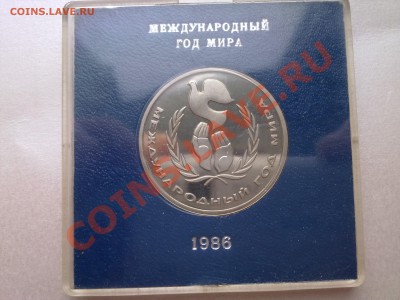 COINS.LAVE.RU
МЕЖДУНАРОДНЫЙ
ГОД МИРА
МЕЖДУНАРОДНЫЙ ГОД МИРА
COINS.LAVE.RU
1986
COINS.LAVE.RU